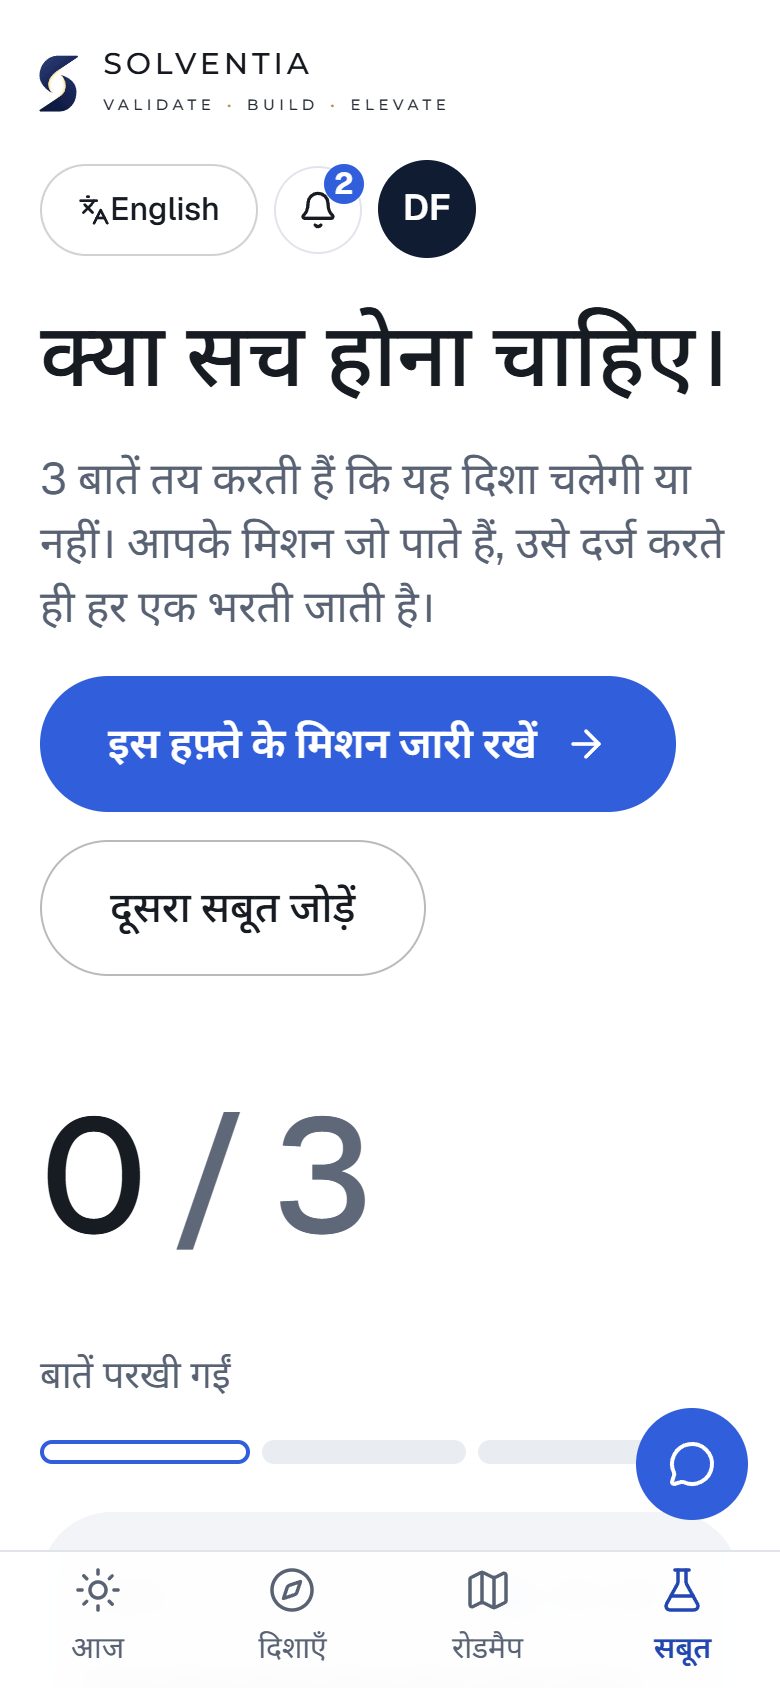 SOLVENTIA
VALIDATE · BUILD · ELEVATE
English
2
DF
क्या सच होना चाहिए।
3 बातें तय करती हैं कि यह दिशा चलेगी या
नहीं। आपके मिशन जो पाते हैं, उसे दर्ज करते
ही हर एक भरती जाती है।
इस हफ़्ते के मिशन जारी रखें
दूसरा सबूत जोड़ें
0 / 3
बातें परखी गईं
आज
दिशाएँ
रोडमैप
सबूत